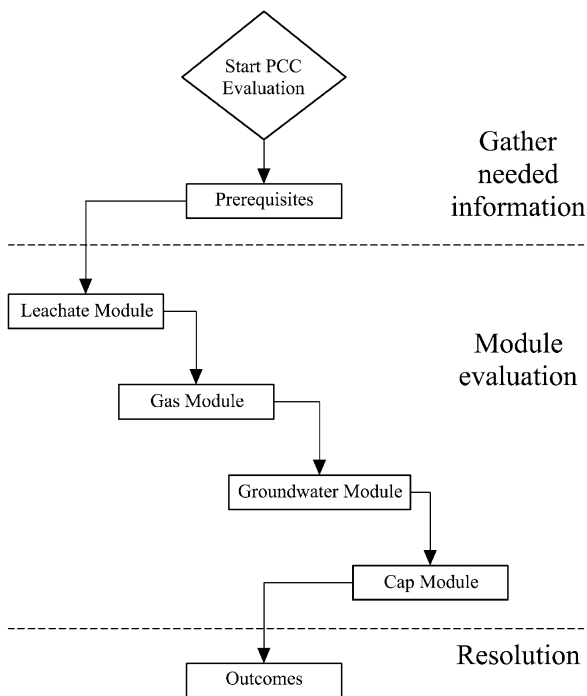 Start PCC
Evaluation
Gather
needed
information
Prerequisites
Leachate Module
Module
evaluation
Gas Module
Groundwater Module
Cap Module
Resolution
Outcomes